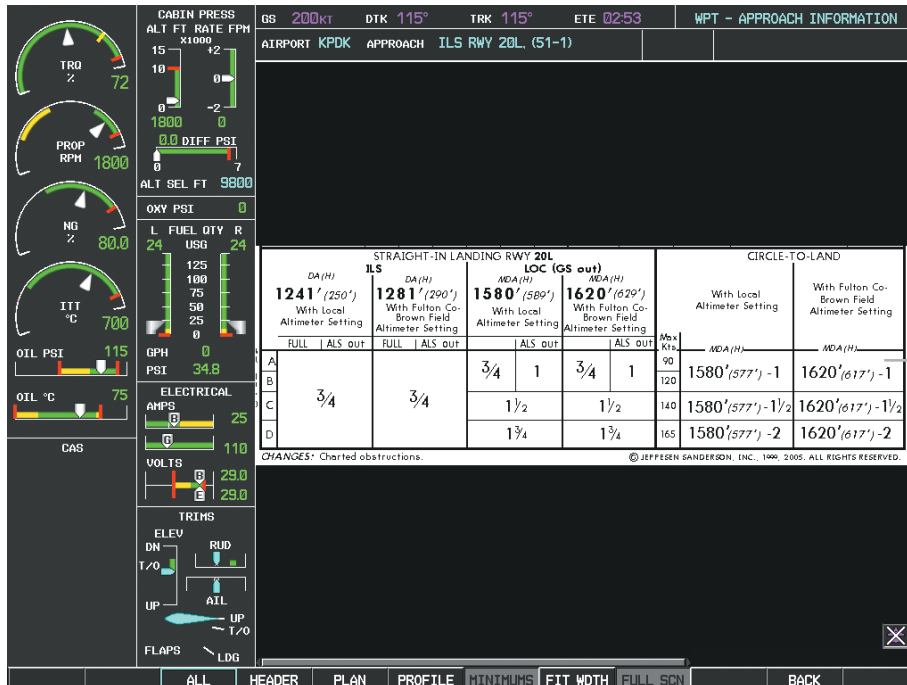 GS 200KT DTK 115° TRK 115° ETE 02:53 WPT - APPROACH INFORMATION
AIRPORT KPDK APPROACH ILS RWY 20L, (51-1)
TRQ
%
72
PROP
RPM
1800
NG
%
80.0
ITT
°C
700
OIL PSI 115
OIL °C 75
CAS
CABIN PRESS
ALT FT RATE FPM
X1000
15 +2
10 0
0 -2
1800 0
0.0 DIFF PSI
0 7
ALT SEL FT 9800
OXY PSI 0
L FUEL QTY R
24 USG 24
125
100
75
50
25
0
GPH 0
PSI 34.8
ELECTRICAL
AMPS
B 25
G 110
VOLTS
B 29.0
E 29.0
TRIMS
ELEV
DN RUD
T/O
UP AIL
UP
T/O
FLAPS LDG
STRAIGHT-IN LANDING RWY 20L CIRCLE-TO-LAND
ILS LOC (GS out)
DA(H) DA(H) MDA(H) MDA(H)
1241' (250') 1281' (290') 1580' (589') 1620' (629')
With Local Altimeter Setting
With Fulton Co-Brown Field Altimeter Setting
With Local Altimeter Setting
With Fulton Co-Brown Field Altimeter Setting
With Local Altimeter Setting
With Fulton Co-Brown Field Altimeter Setting
FULL ALS out FULL ALS out ALS out ALS out Max Kts. MDA(H) MDA(H)
A 3/4 3/4 3/4 1 3/4 1 90 1580'(577') -1 1620'(617') -1
B 120
C 1 1/2 1 1/2 140 1580'(577') -1 1/2 1620'(617') -1 1/2
D 1 3/4 1 3/4 165 1580'(577') -2 1620'(617') -2
CHANGES: Charted obstructions. © JEPPESEN SANDERSON, INC., 1999, 2005. ALL RIGHTS RESERVED.
ALL HEADER PLAN PROFILE MINIMUMS FIT WDTH FULL SCN BACK